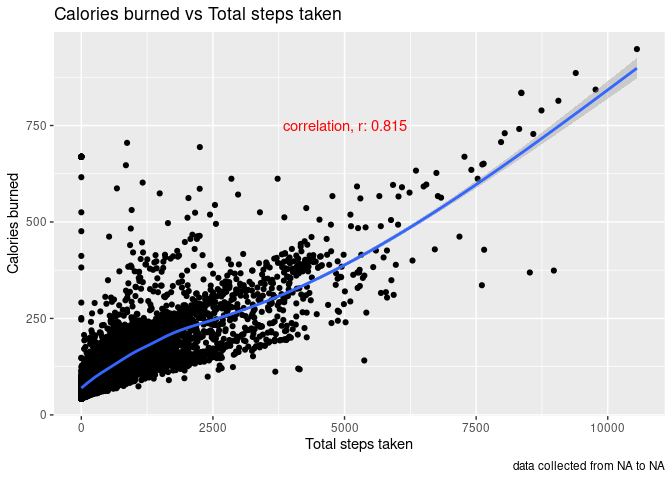 Calories burned vs Total steps taken
correlation, r: 0.815
Calories burned
750
500
250
0
0 2500 5000 7500 10000
Total steps taken
data collected from NA to NA